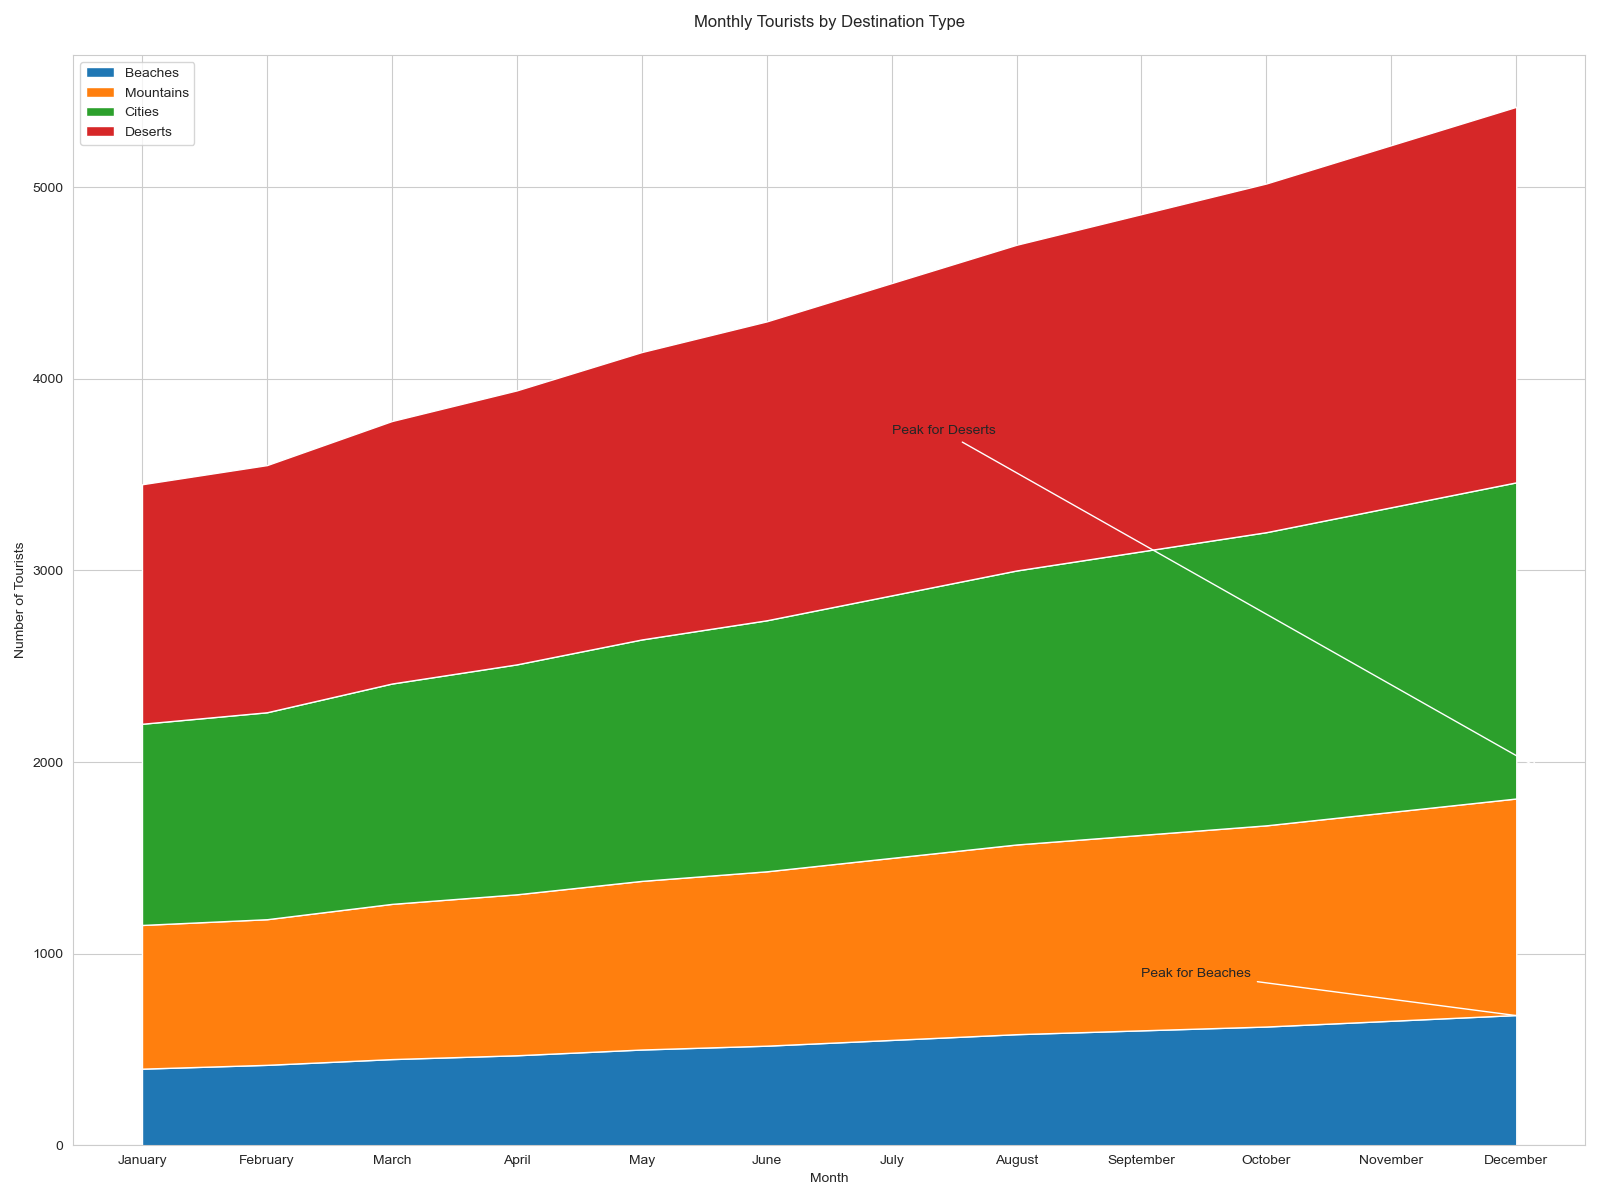 Monthly Tourists by Destination Type
Beaches
Mountains
Cities
Deserts
5000
4000
3000
2000
1000
0
Number of Tourists
Peak for Deserts
Peak for Beaches
January February March April May June July August September October November December
Month